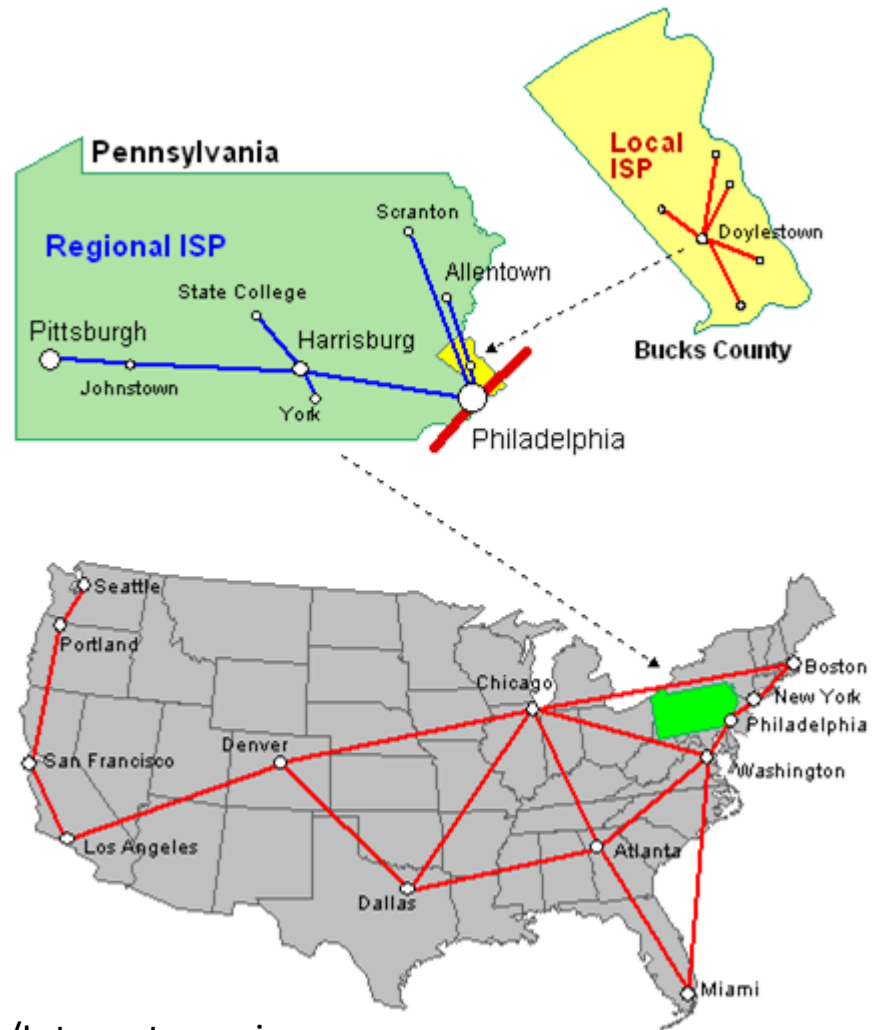 Pennsylvania
Local
ISP
Scranton
Regional ISP
Doylestown
Allentown
State College
Pittsburgh
Harrisburg
Bucks County
Johnstown
York
Philadelphia
Seattle
Portland
Boston
Chicago
New York
Philadelphia
Denver
San Francisco
Washington
Los Angeles
Atlanta
Dallas
Miami